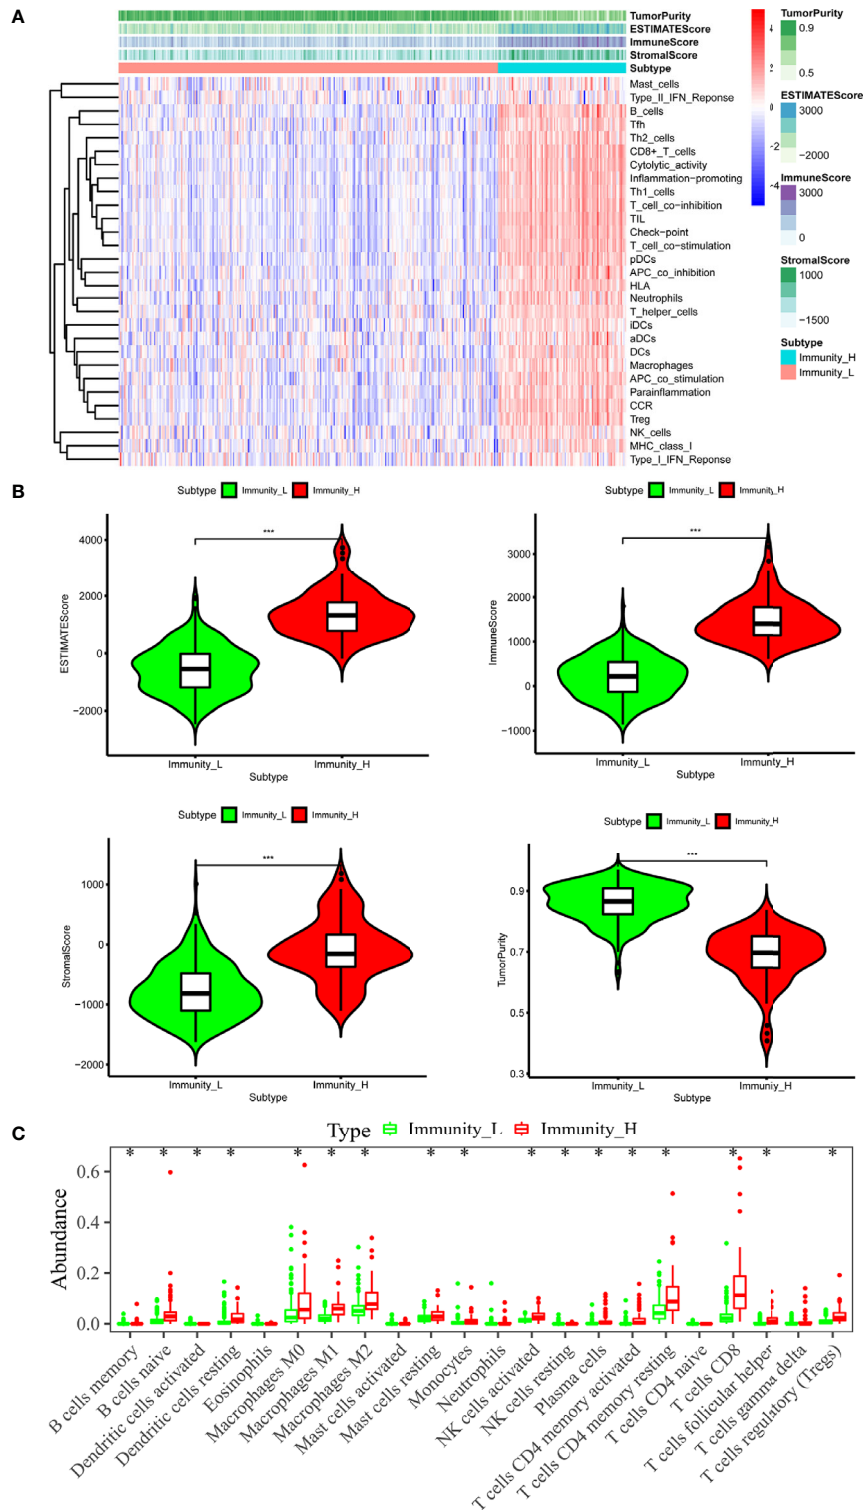 A
TumorPurity
ESTIMATEScore
ImmuneScore
StromalScore
Subtype
Mast_cells
Type_II_IFN_Reponse
B_cells
Tfh
Th2_cells
CD8+_T_cells
Cytolytic_activity
Inflammation-promoting
Th1_cells
T_cell_co-inhibition
TIL
Check-point
T_cell_co-stimulation
pDCs
APC_co_inhibition
HLA
Neutrophils
T_helper_cells
iDCs
aDCs
DCs
Macrophages
APC_co_stimulation
Parainflammation
CCR
Treg
NK_cells
MHC_class_I
Type_I_IFN_Reponse
4
2
0
-2
-4
TumorPurity
0.9
0.5
ESTIMATEScore
3000
−2000
ImmuneScore
3000
0
StromalScore
1000
−1500
Subtype
Immunity_H
Immunity_L
B
Subtype Immunity_L Immunity_H
ESTIMATEScore
4000
2000
0
−2000
***
Immunity_L Immunity_H
Subtype
Subtype Immunity_L Immunity_H
ImmuneScore
3000
2000
1000
0
−1000
***
Immunity_L Immunity_H
Subtype
Subtype Immunity_L Immunity_H
StromalScore
1000
0
−1000
−2000
***
Immunity_L Immunity_H
Subtype
Subtype Immunity_L Immunity_H
TumorPurity
0.9
0.7
0.5
0.3
Immunity_L Immunity_H
Subtype
C
Type Immunity_L Immunity_H
* * * * * * * * * * * * * * * *  * *
Abundance
0.6
0.4
0.2
0.0
B cells memory
B cells naive
Dendritic cells activated
Dendritic cells resting
Eosinophils
Macrophages M0
Macrophages M1
Macrophages M2
Mast cells activated
Mast cells resting
Monocytes
Neutrophils
NK cells activated
NK cells resting
Plasma cells
T cells CD4 memory activated
T cells CD4 memory resting
T cells CD4 naive
T cells CD8
T cells follicular helper
T cells gamma delta
T cells regulatory (Tregs)